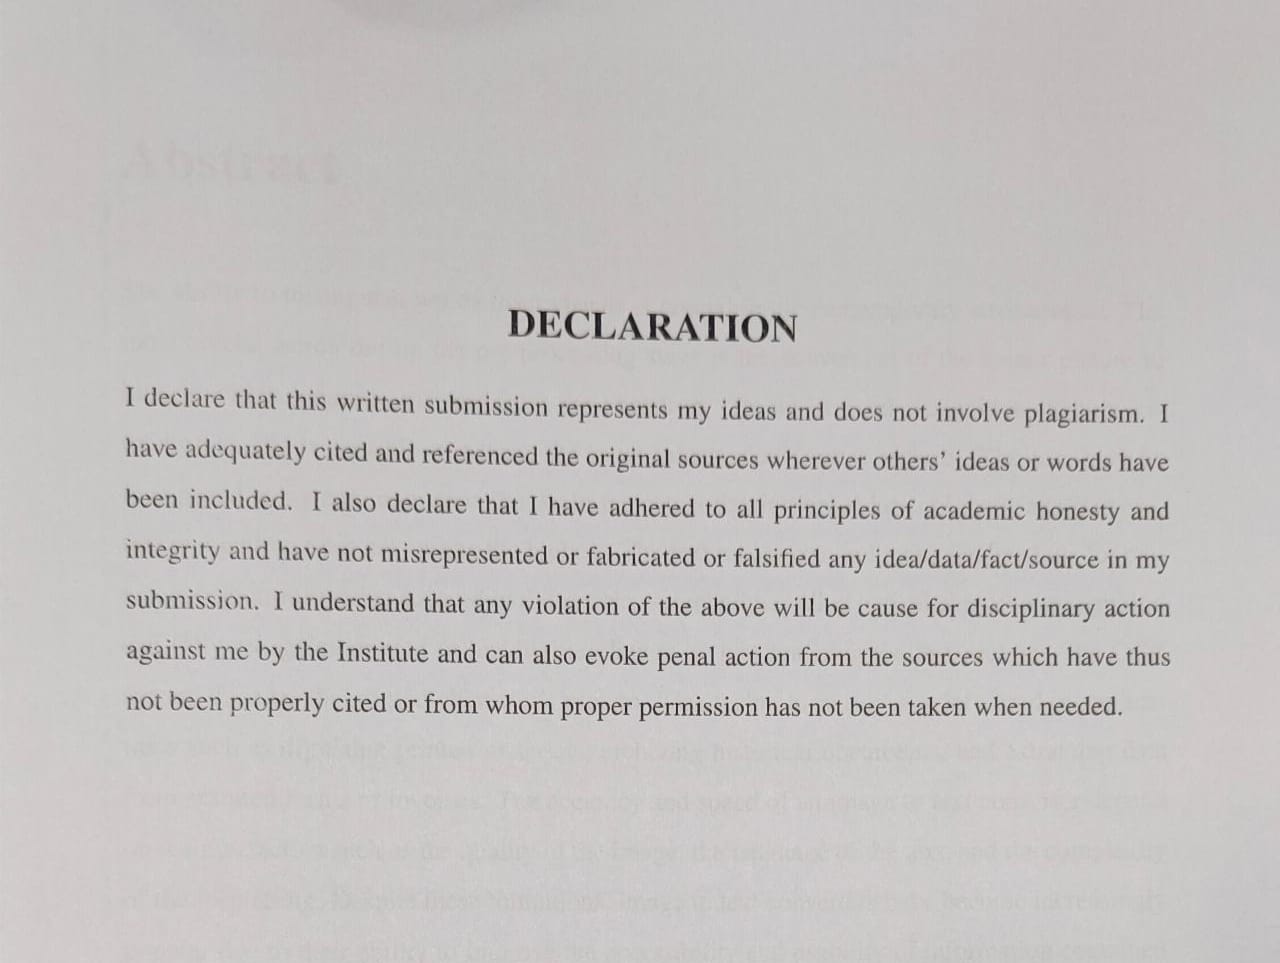 Abstract
DECLARATION
I declare that this written submission represents my ideas and does not involve plagiarism. I
have adequately cited and referenced the original sources wherever others’ ideas or words have
been included. I also declare that I have adhered to all principles of academic honesty and
integrity and have not misrepresented or fabricated or falsified any idea/data/fact/source in my
submission. I understand that any violation of the above will be cause for disciplinary action
against me by the Institute and can also evoke penal action from the sources which have thus
not been properly cited or from whom proper permission has not been taken when needed.